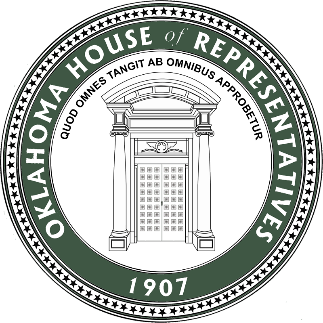 OKLAHOMA HOUSE of REPRESENTATIVES
QUOD OMNES TANGIT AB OMNIBUS APPROBETUR
1907